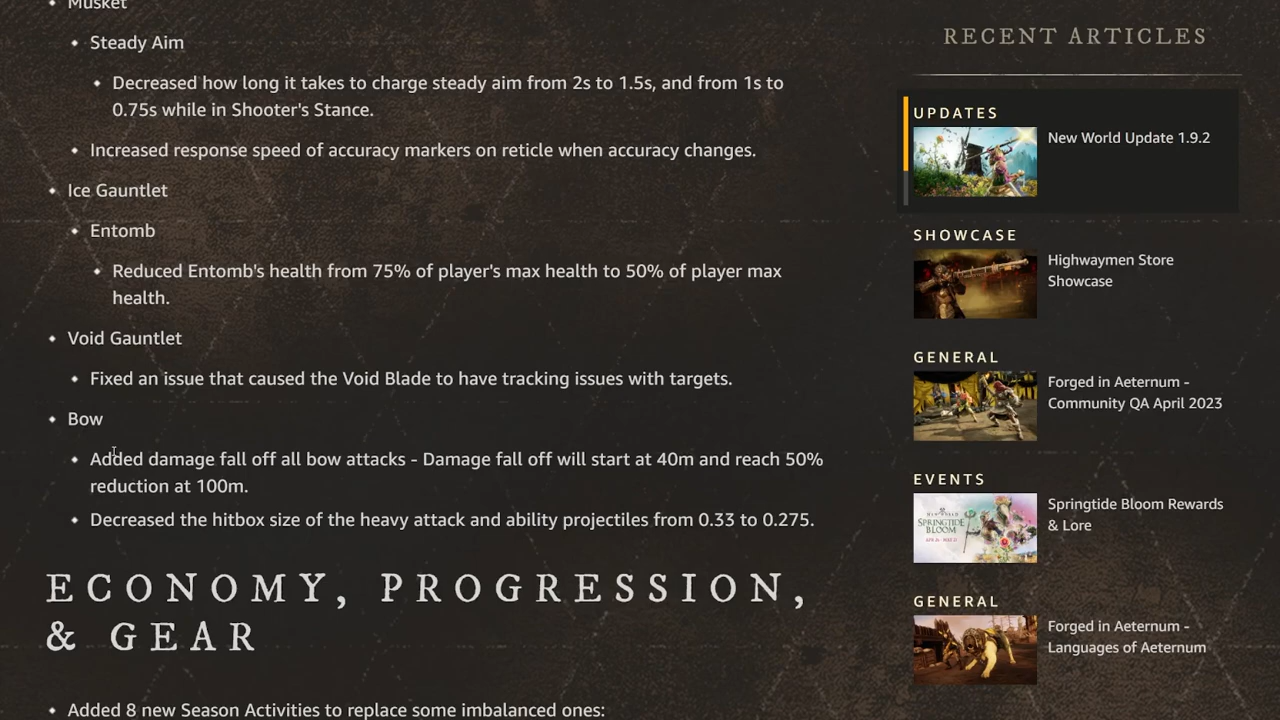 Musket
Steady Aim
Decreased how long it takes to charge steady aim from 2s to 1.5s, and from 1s to
0.75s while in Shooter's Stance.
Increased response speed of accuracy markers on reticle when accuracy changes.
Ice Gauntlet
Entomb
Reduced Entomb's health from 75% of player's max health to 50% of player max
health.
Void Gauntlet
Fixed an issue that caused the Void Blade to have tracking issues with targets.
Bow
Added damage fall off all bow attacks - Damage fall off will start at 40m and reach 50%
reduction at 100m.
Decreased the hitbox size of the heavy attack and ability projectiles from 0.33 to 0.275.
ECONOMY, PROGRESSION,
& GEAR
Added 8 new Season Activities to replace some imbalanced ones:
RECENT ARTICLES
UPDATES
New World Update 1.9.2
SHOWCASE
Highwaymen Store
Showcase
GENERAL
Forged in Aeternum -
Community QA April 2023
EVENTS
SPRINGTIDE
BLOOM
Springtide Bloom Rewards
& Lore
GENERAL
Forged in Aeternum -
Languages of Aeternum